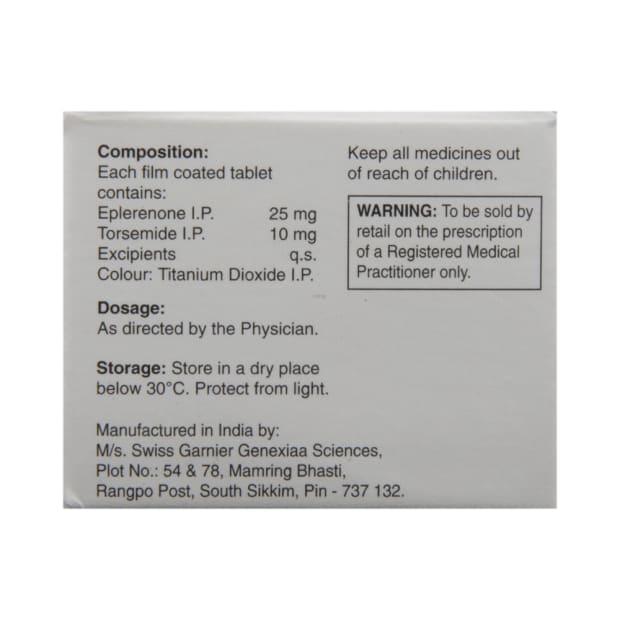 Composition:
Each film coated tablet
contains:
Eplerenone I.P. 25 mg
Torsemide I.P. 10 mg
Excipients q.s.
Colour: Titanium Dioxide I.P.
Dosage:
As directed by the Physician.
Storage: Store in a dry place
below 30°C. Protect from light.
Manufactured in India by:
M/s. Swiss Garnier Genexiaa Sciences,
Plot No.: 54 & 78, Mamring Bhasti,
Rangpo Post, South Sikkim, Pin - 737 132.
Keep all medicines out
of reach of children.
WARNING: To be sold by
retail on the prescription
of a Registered Medical
Practitioner only.